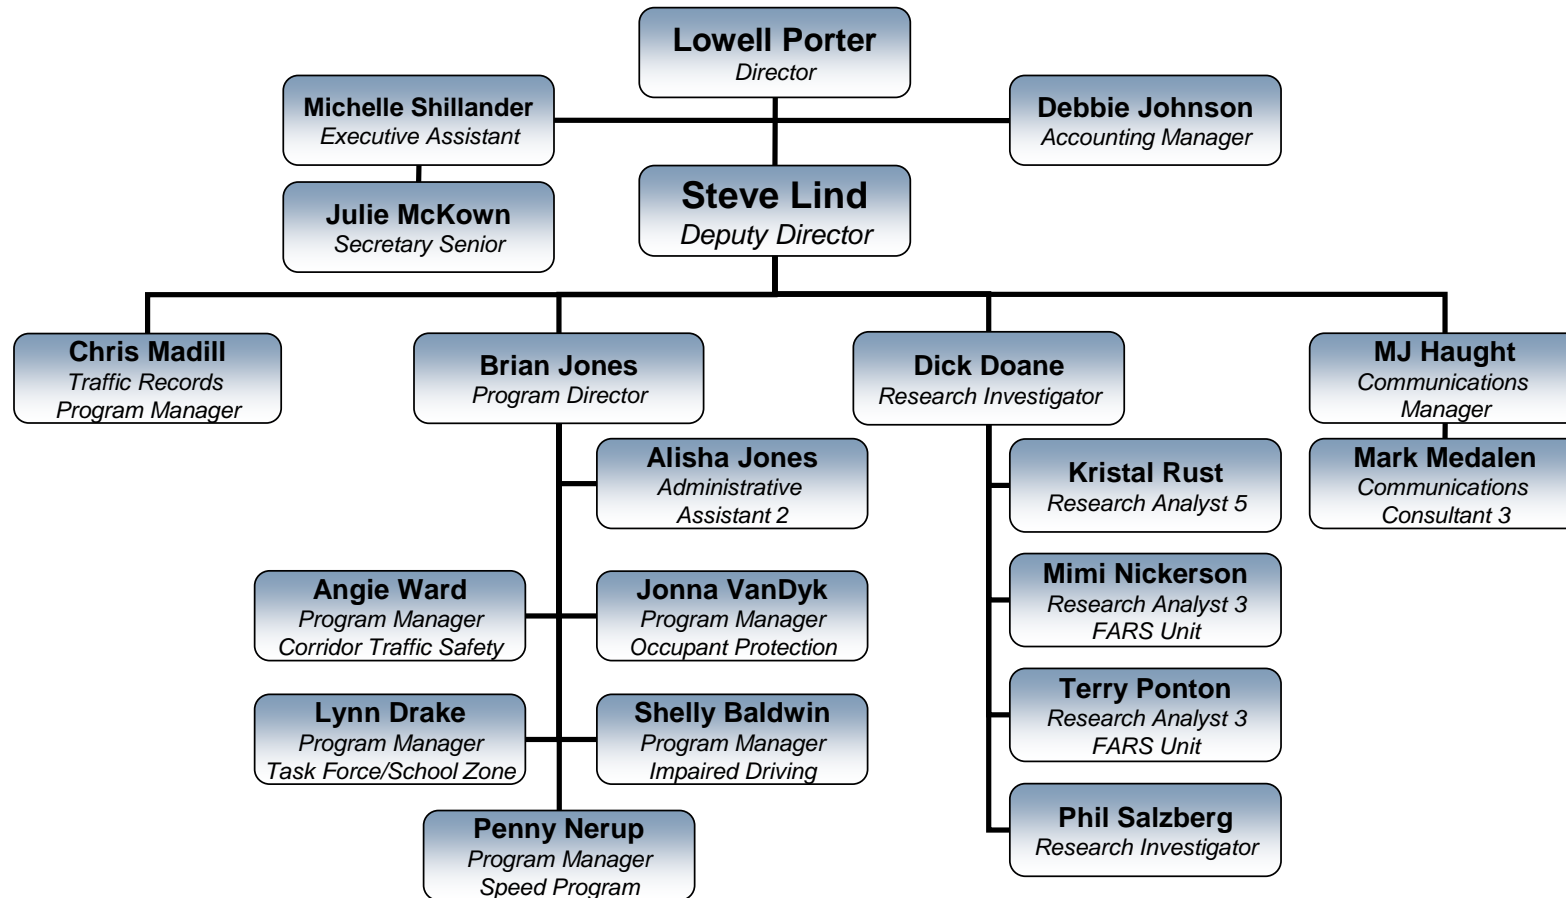 Lowell Porter
Director
Michelle Shillander
Executive Assistant
Debbie Johnson
Accounting Manager
Julie McKown
Secretary Senior
Steve Lind
Deputy Director
Chris Madill
Traffic Records
Program Manager
Brian Jones
Program Director
Dick Doane
Research Investigator
MJ Haught
Communications
Manager
Alisha Jones
Administrative
Assistant 2
Kristal Rust
Research Analyst 5
Mark Medalen
Communications
Consultant 3
Angie Ward
Program Manager
Corridor Traffic Safety
Jonna VanDyk
Program Manager
Occupant Protection
Mimi Nickerson
Research Analyst 3
FARS Unit
Lynn Drake
Program Manager
Task Force/School Zone
Shelly Baldwin
Program Manager
Impaired Driving
Terry Ponton
Research Analyst 3
FARS Unit
Penny Nerup
Program Manager
Speed Program
Phil Salzberg
Research Investigator